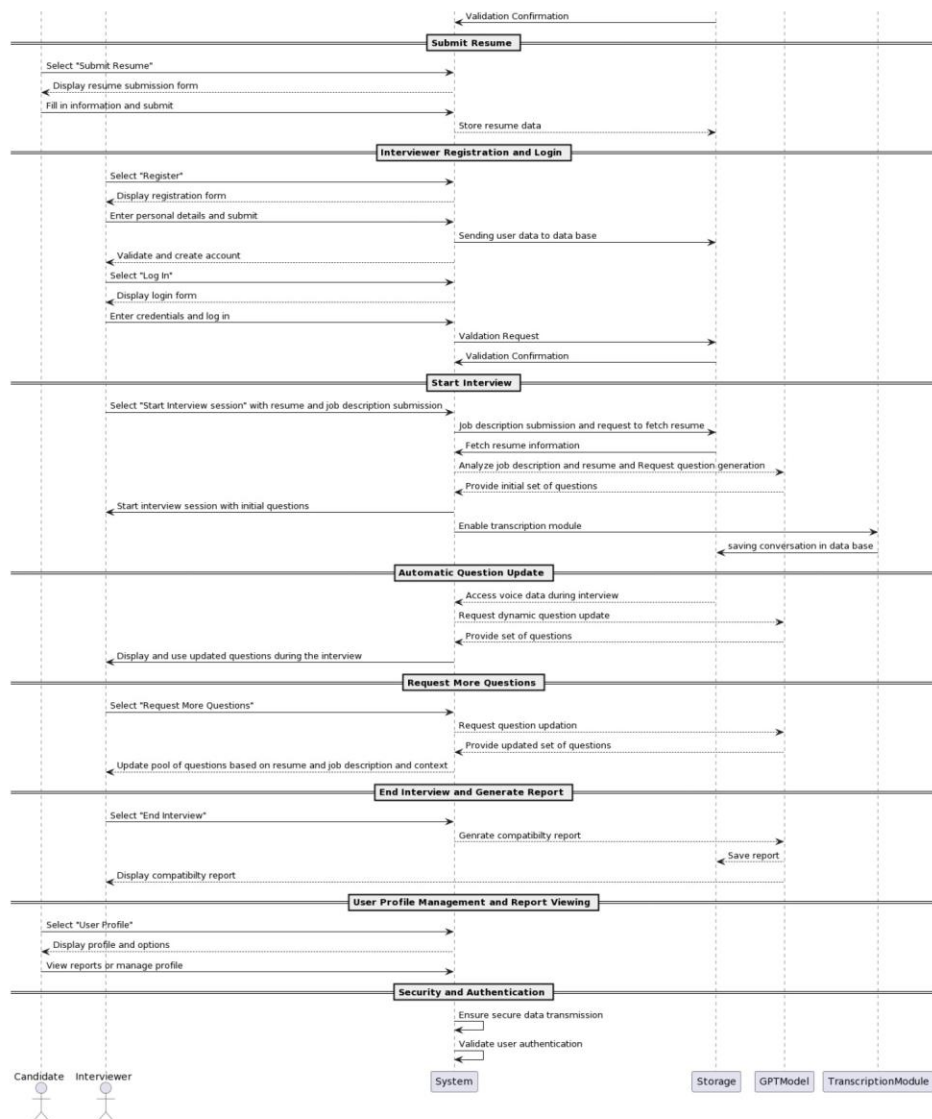 Validation Confirmation
Submit Resume
Select "Submit Resume"
Display resume submission form
Fill in information and submit
Store resume data
Interviewer Registration and Login
Select "Register"
Display registration form
Enter personal details and submit
Sending user data to data base
Validate and create account
Select "Log In"
Display login form
Enter credentials and log in
Valdation Request
Validation Confirmation
Start Interview
Select "Start Interview session" with resume and job description submission
Job description submission and request to fetch resume
Fetch resume information
Analyze job description and resume and Request question generation
Provide initial set of questions
Start interview session with initial questions
Enable transcription module
saving conversation in data base
Automatic Question Update
Access voice data during interview
Request dynamic question update
Provide set of questions
Display and use updated questions during the interview
Request More Questions
Select "Request More Questions"
Request question updation
Provide updated set of questions
Update pool of questions based on resume and job description and context
End Interview and Generate Report
Select "End Interview"
Genrate compatibilty report
Save report
Display compatibilty report
User Profile Management and Report Viewing
Select "User Profile"
Display profile and options
View reports or manage profile
Security and Authentication
Ensure secure data transmission
Validate user authentication
Candidate Interviewer System Storage GPTModel TranscriptionModule